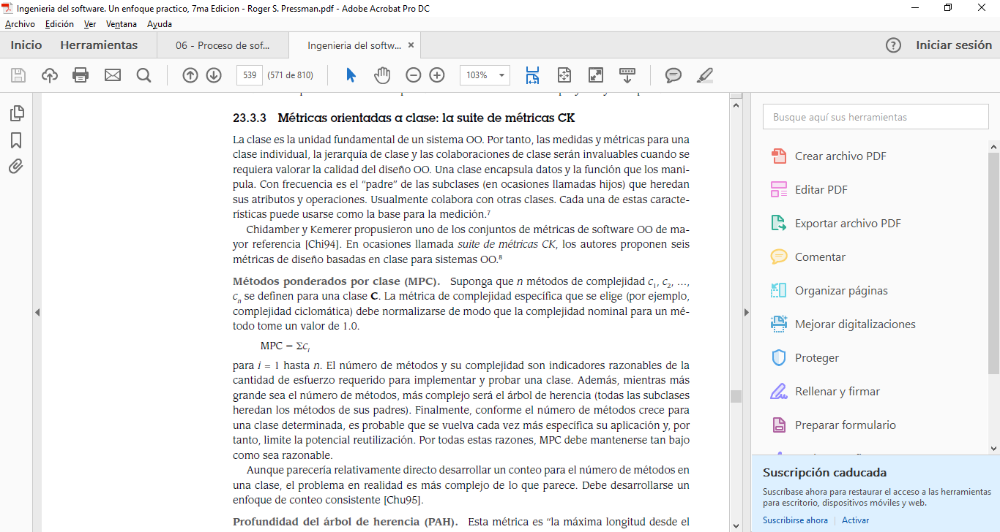 Ingenieria del software. Un enfoque practico, 7ma Edicion - Roger S. Pressman.pdf - Adobe Acrobat Pro DC
Archivo Edición Ver Ventana Ayuda
Inicio Herramientas 06 - Proceso de sof... Ingenieria del softw... × Iniciar sesión
539 (571 de 810) 103%
23.3.3 Métricas orientadas a clase: la suite de métricas CK
La clase es la unidad fundamental de un sistema OO. Por tanto, las medidas y métricas para una
clase individual, la jerarquía de clase y las colaboraciones de clase serán invaluables cuando se
requiera valorar la calidad del diseño OO. Una clase encapsula datos y la función que los mani-
pula. Con frecuencia es el “padre” de las subclases (en ocasiones llamadas hijos) que heredan
sus atributos y operaciones. Usualmente colabora con otras clases. Cada una de estas caracte-
rísticas puede usarse como la base para la medición.⁷
Chidamber y Kemerer propusieron uno de los conjuntos de métricas de software OO de ma-
yor referencia [Chi94]. En ocasiones llamada suite de métricas CK, los autores proponen seis
métricas de diseño basadas en clase para sistemas OO.⁸
Métodos ponderados por clase (MPC). Suponga que n métodos de complejidad c₁, c₂, ...,
cₙ se definen para una clase C. La métrica de complejidad específica que se elige (por ejemplo,
complejidad ciclomática) debe normalizarse de modo que la complejidad nominal para un mé-
todo tome un valor de 1.0.
MPC = Σcᵢ
para i = 1 hasta n. El número de métodos y su complejidad son indicadores razonables de la
cantidad de esfuerzo requerido para implementar y probar una clase. Además, mientras más
grande sea el número de métodos, más complejo será el árbol de herencia (todas las subclases
heredan los métodos de sus padres). Finalmente, conforme el número de métodos crece para
una clase determinada, es probable que se vuelva cada vez más específica su aplicación y, por
tanto, limite la potencial reutilización. Por todas estas razones, MPC debe mantenerse tan bajo
como sea razonable.
Aunque parecería relativamente directo desarrollar un conteo para el número de métodos en
una clase, el problema en realidad es más complejo de lo que parece. Debe desarrollarse un
enfoque de conteo consistente [Chu95].
Profundidad del árbol de herencia (PAH). Esta métrica es “la máxima longitud desde el
Busque aquí sus herramientas
Crear archivo PDF
Editar PDF
Exportar archivo PDF
Comentar
Organizar páginas
Mejorar digitalizaciones
Proteger
Rellenar y firmar
Preparar formulario
Suscripción caducada
Suscríbase ahora para restaurar el acceso a las herramientas
para escritorio, dispositivos móviles y web.
Suscribirse ahora | Activar